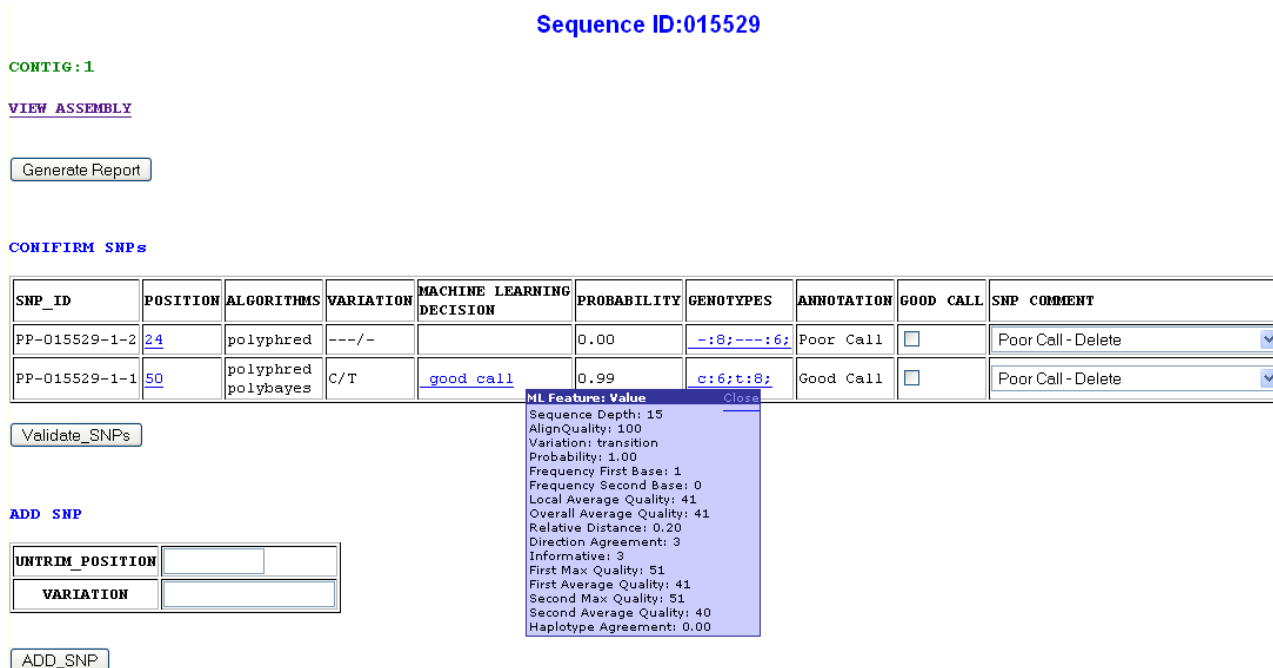 Sequence ID:015529
CONTIG:1
VIEW ASSEMBLY
Generate Report
CONIFIRM SNPs
SNP_ID POSITION ALGORITHMS VARIATION MACHINE LEARNING DECISION PROBABILITY GENOTYPES ANNOTATION GOOD CALL SNP COMMENT
PP-015529-1-2 24 polyphred ---/- 0.00 -:8;---:6; Poor Call Poor Call - Delete
PP-015529-1-1 50 polyphred polybayes C/T good call 0.99 c:6;t:8; Good Call Poor Call - Delete
ML Feature: Value Close
Sequence Depth: 15
AlignQuality: 100
Variation: transition
Probability: 1.00
Frequency First Base: 1
Frequency Second Base: 0
Local Average Quality: 41
Overall Average Quality: 41
Relative Distance: 0.20
Direction Agreement: 3
Informative: 3
First Max Quality: 51
First Average Quality: 41
Second Max Quality: 51
Second Average Quality: 40
Haplotype Agreement: 0.00
Validate_SNPs
ADD SNP
UNTRIM_POSITION
VARIATION
ADD_SNP